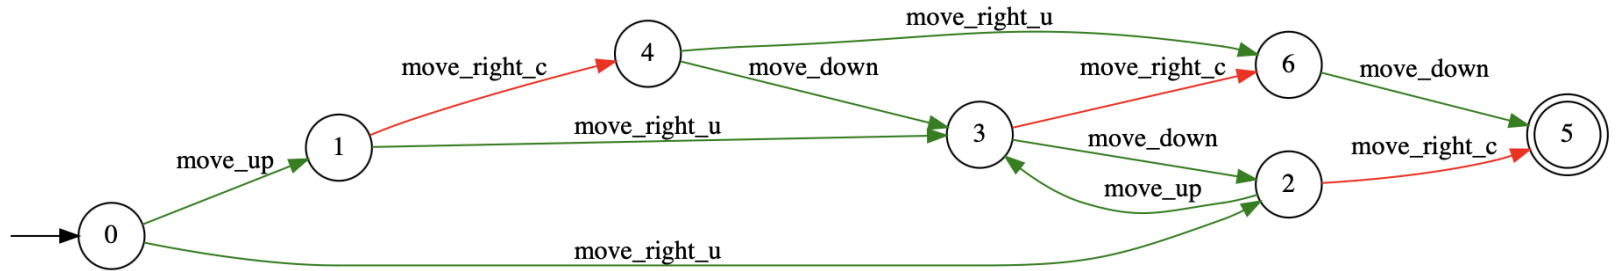 move_right_u
4
move_right_c
move_down
move_right_c
6
move_down
move_right_u
3
5
1
move_down
move_right_c
move_up
2
move_up
0
move_right_u